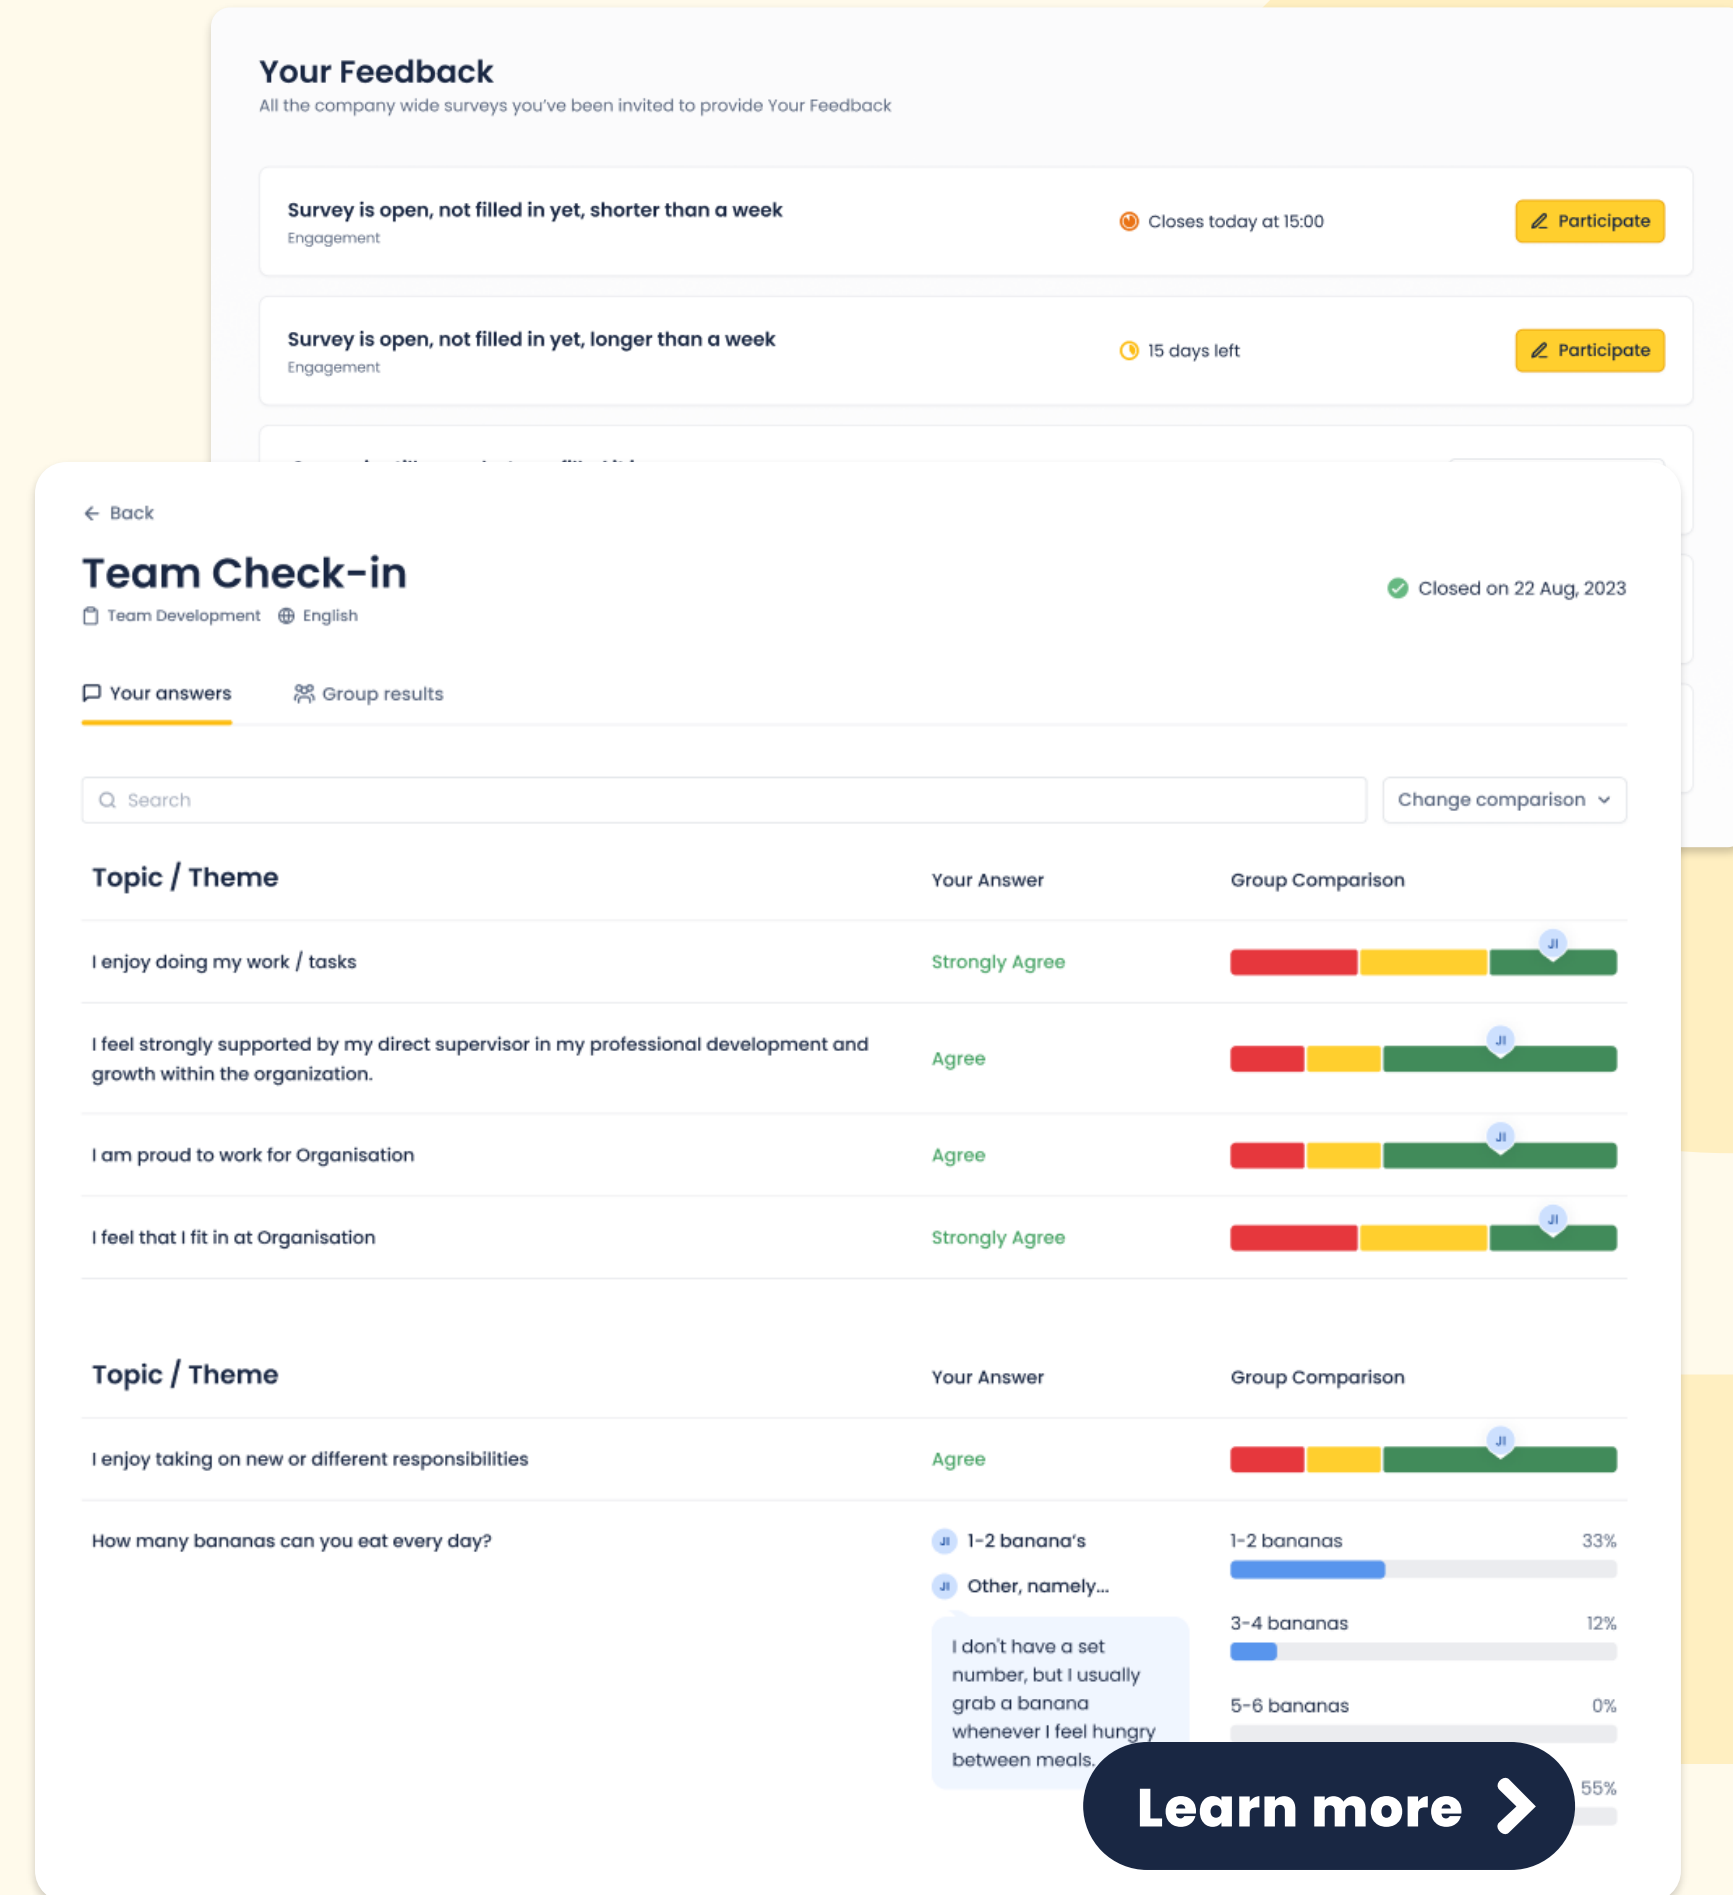 Your Feedback
All the company wide surveys you've been invited to provide Your Feedback
Survey is open, not filled in yet, shorter than a week
Engagement
Closes today at 15:00
Participate
Survey is open, not filled in yet, longer than a week
Engagement
15 days left
Participate
Back
Team Check-in
Team Development
English
Closed on 22 Aug, 2023
Your answers
Group results
Search
Change comparison
Topic / Theme
Your Answer
Group Comparison
I enjoy doing my work / tasks
Strongly Agree
JI
I feel strongly supported by my direct supervisor in my professional development and
growth within the organization.
Agree
JI
I am proud to work for Organisation
Agree
JI
I feel that I fit in at Organisation
Strongly Agree
JI
Topic / Theme
Your Answer
Group Comparison
I enjoy taking on new or different responsibilities
Agree
JI
How many bananas can you eat every day?
JI 1-2 banana's
JI Other, namely...
I don't have a set
number, but I usually
grab a banana
whenever I feel hungry
between meals.
1-2 bananas 33%
3-4 bananas 12%
5-6 bananas 0%
55%
Learn more